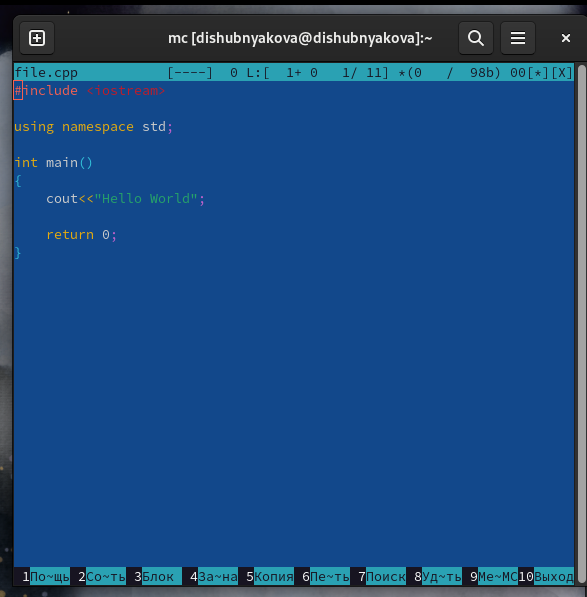 mc [dishubnyakova@dishubnyakova]:~
file.cpp [----] 0 L:[ 1+ 0 1/ 11] *(0 / 98b) 00[*][X]
#include <iostream>
using namespace std;
int main()
{
cout<<"Hello World";
return 0;
}
1По~щь 2Со~ть 3Блок 4За~на 5Копия 6Пе~ть 7Поиск 8Уд~ть 9Ме~MC10Выход